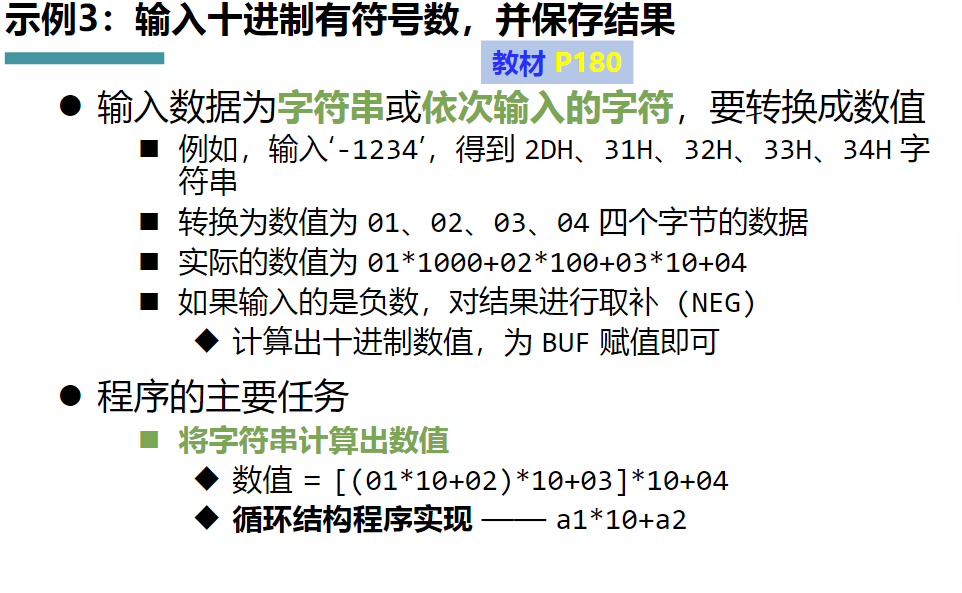 示例3：输入十进制有符号数，并保存结果
教材 P180
● 输入数据为字符串或依次输入的字符，要转换成数值
■ 例如，输入‘-1234’，得到 2DH、31H、32H、33H、34H 字
符串
■ 转换为数值为 01、02、03、04 四个字节的数据
■ 实际的数值为 01*1000+02*100+03*10+04
■ 如果输入的是负数，对结果进行取补（NEG）
◆ 计算出十进制数值，为 BUF 赋值即可
● 程序的主要任务
■ 将字符串计算出数值
◆ 数值 = [(01*10+02)*10+03]*10+04
◆ 循环结构程序实现 —— a1*10+a2